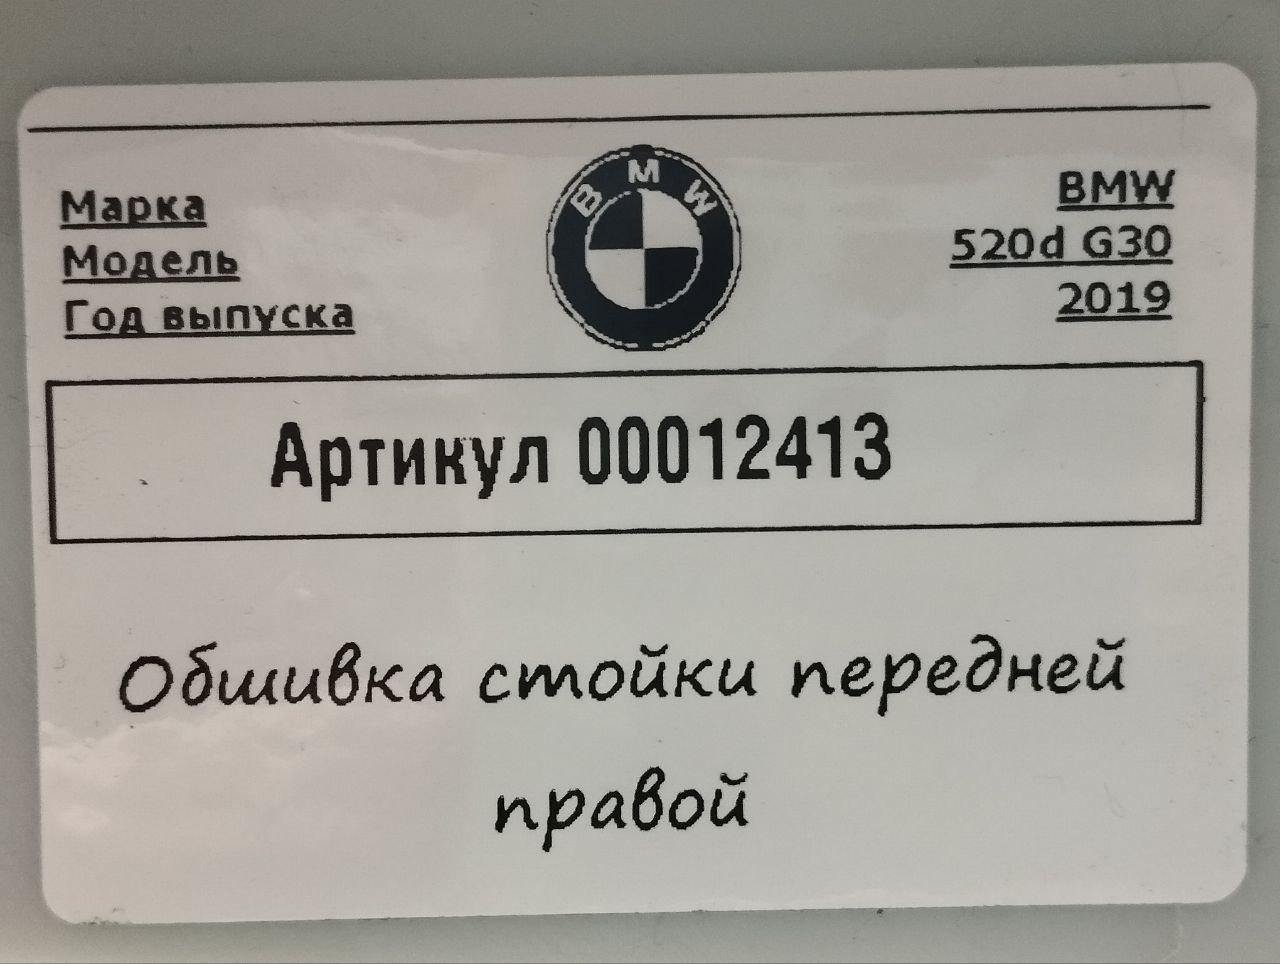 BMW
Марка BMW
Модель 520d G30
Год выпуска 2019
Артикул 00012413
Обшивка стойки передней
правой